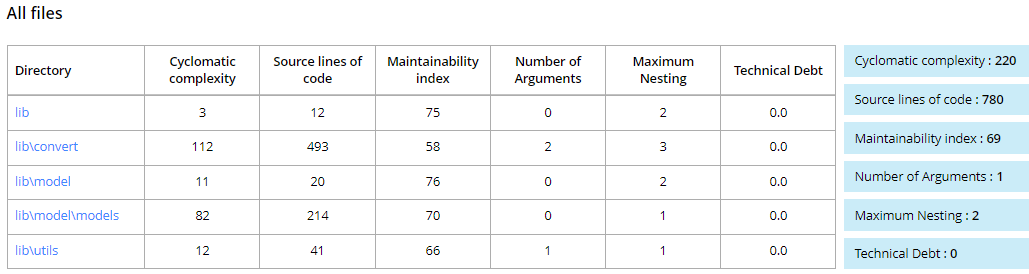 All files
Directory Cyclomatic complexity Source lines of code Maintainability index Number of Arguments Maximum Nesting Technical Debt
lib 3 12 75 0 2 0.0
lib\convert 112 493 58 2 3 0.0
lib\model 11 20 76 0 2 0.0
lib\model\models 82 214 70 0 1 0.0
lib\utils 12 41 66 1 1 0.0
Cyclomatic complexity : 220
Source lines of code : 780
Maintainability index : 69
Number of Arguments : 1
Maximum Nesting : 2
Technical Debt : 0